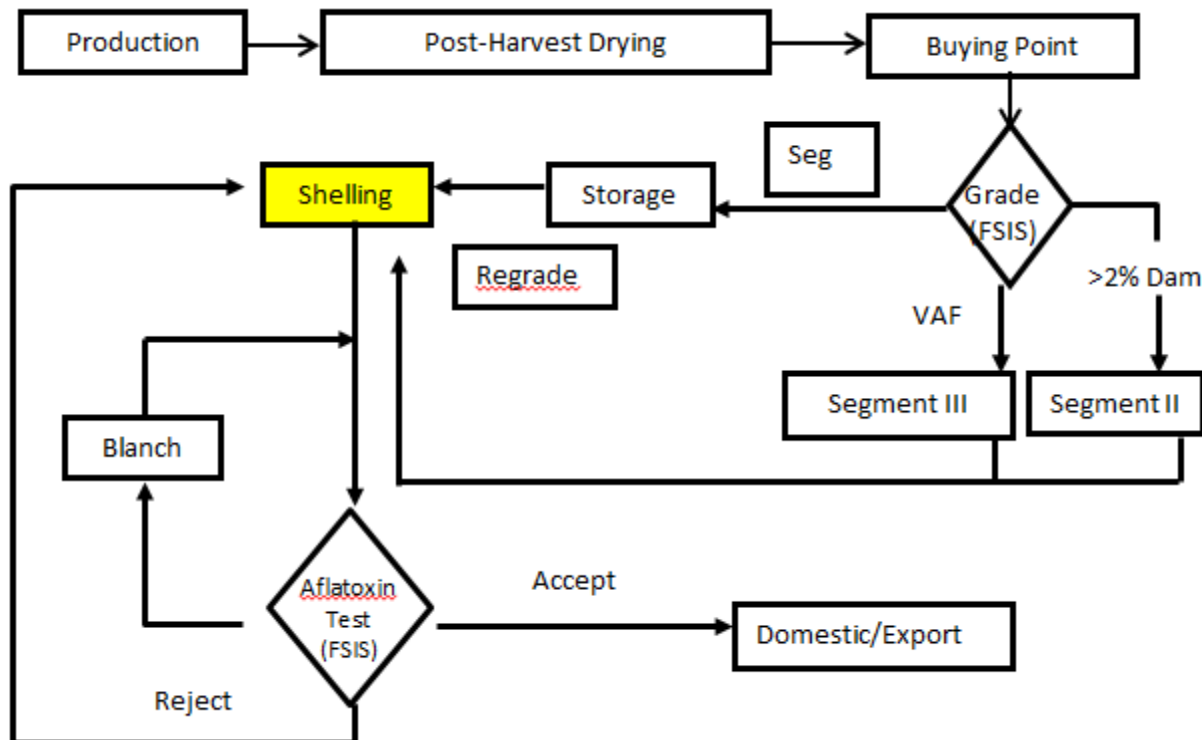 Production
Post-Harvest Drying
Buying Point
Seg
Shelling
Storage
Grade
(FSIS)
Regrade
>2% Dam
VAF
Segment III
Segment II
Blanch
Aflatoxin
Test
(FSIS)
Accept
Domestic/Export
Reject